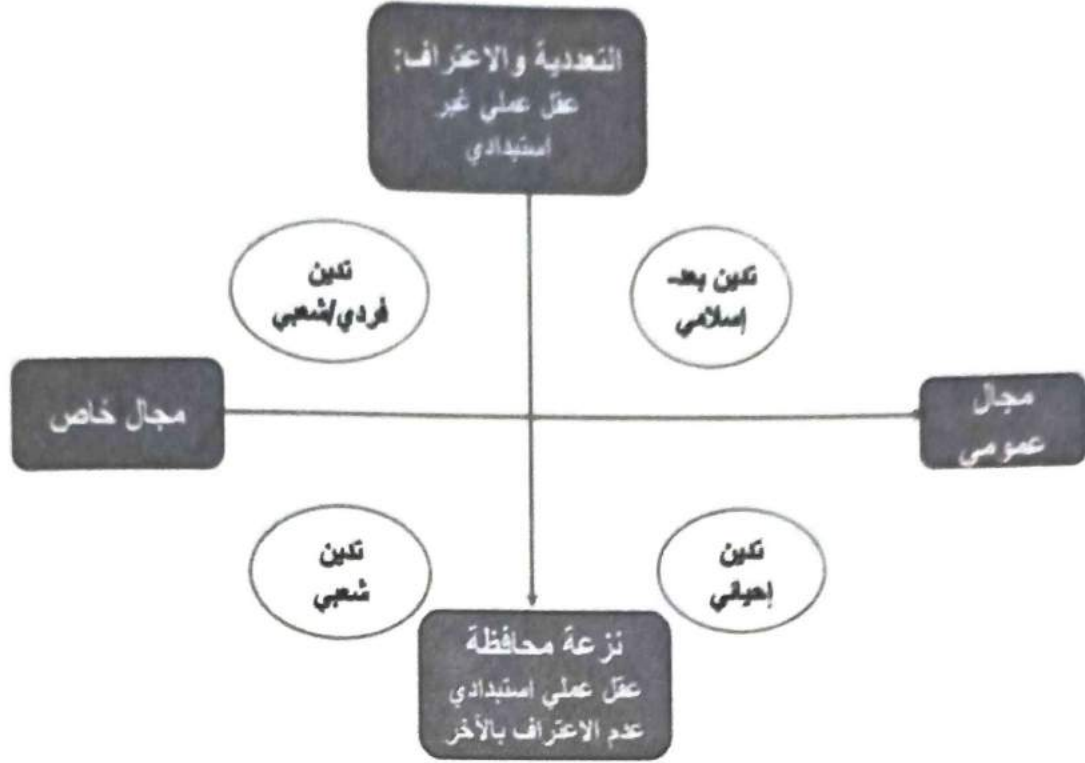 التعددية والاعتراف:
عقل عملي غير
استبدادي
تدين بعد-
إسلامي
تدين
فردي/شعبي
مجال
عمومي
مجال خاص
تدين
إحيائي
تدين
شعبي
نزعة محافظة
عقل عملي استبدادي
عدم الاعتراف بالآخر